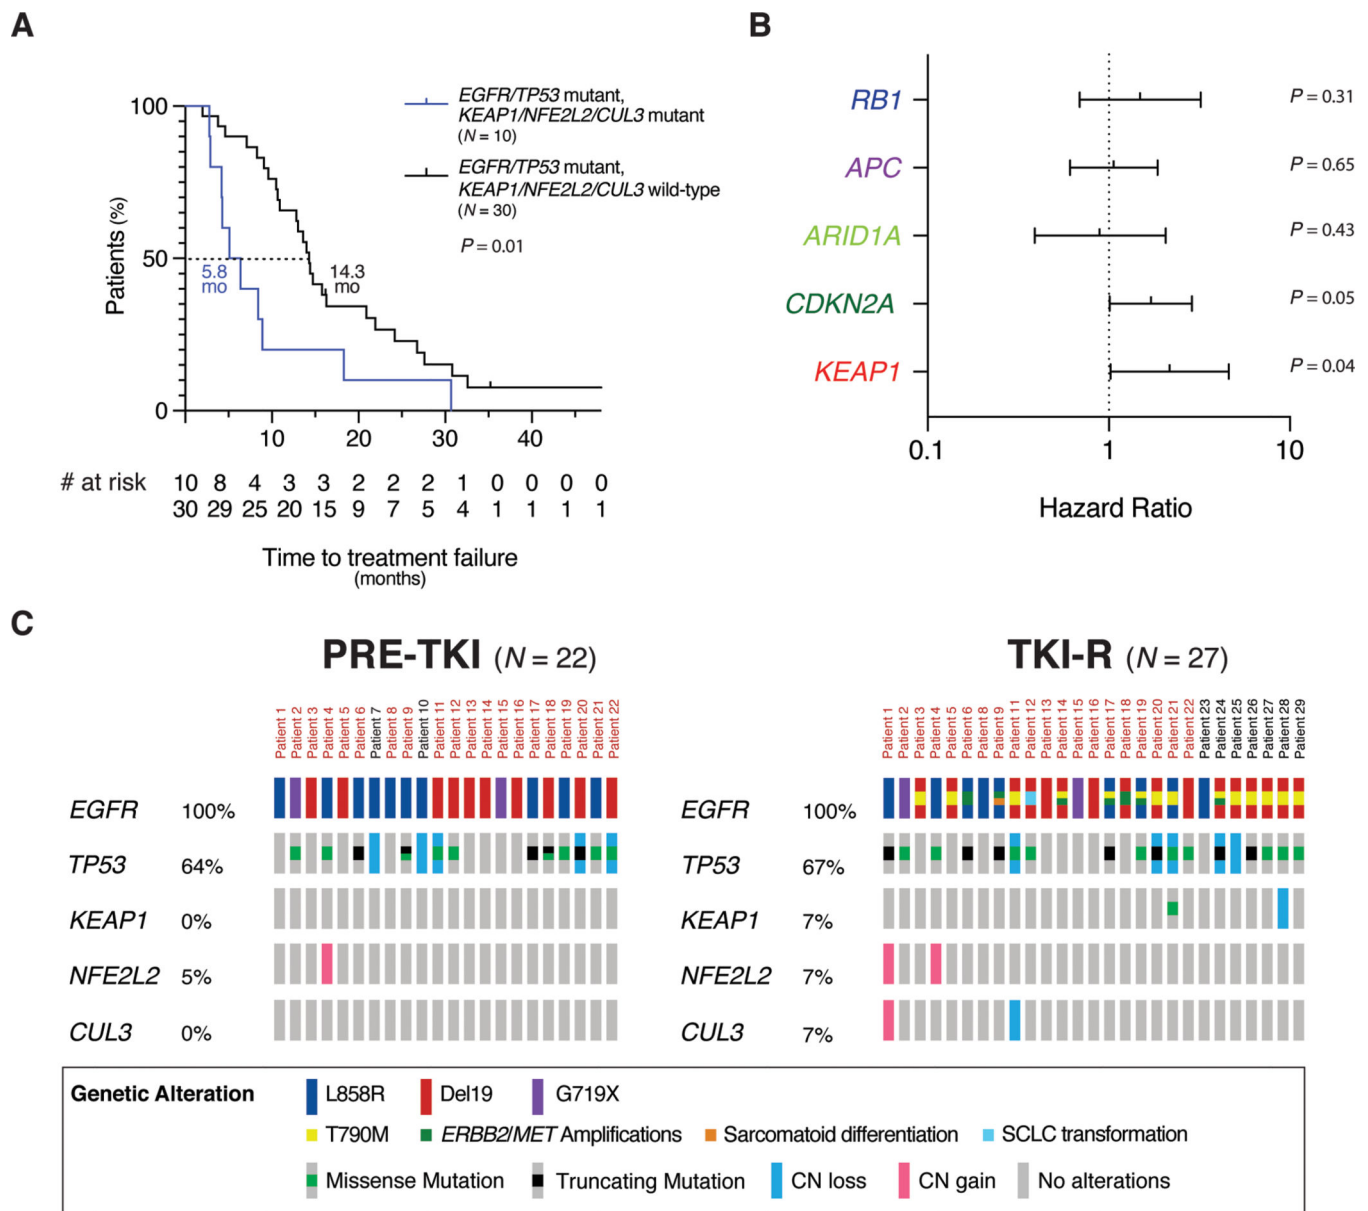 A
100
50
0
Patients (%)
5.8
mo
14.3
mo
EGFR/TP53 mutant,
KEAP1/NFE2L2/CUL3 mutant
(N = 10)
EGFR/TP53 mutant,
KEAP1/NFE2L2/CUL3 wild-type
(N = 30)
P = 0.01
10 20 30 40
# at risk 10 8 4 3 3 2 2 2 1 0 0 0 0
30 29 25 20 15 9 7 5 4 1 1 1 1
Time to treatment failure
(months)
B
RB1 P = 0.31
APC P = 0.65
ARID1A P = 0.43
CDKN2A P = 0.05
KEAP1 P = 0.04
0.1 1 10
Hazard Ratio
C
PRE-TKI (N = 22)
Patient 1 Patient 2 Patient 3 Patient 4 Patient 5 Patient 6 Patient 7 Patient 8 Patient 9 Patient 10 Patient 11 Patient 12 Patient 13 Patient 14 Patient 15 Patient 16 Patient 17 Patient 18 Patient 19 Patient 20 Patient 21 Patient 22
EGFR 100%
TP53 64%
KEAP1 0%
NFE2L2 5%
CUL3 0%
TKI-R (N = 27)
Patient 1 Patient 2 Patient 3 Patient 4 Patient 5 Patient 6 Patient 8 Patient 9 Patient 11 Patient 12 Patient 13 Patient 14 Patient 15 Patient 16 Patient 17 Patient 18 Patient 19 Patient 20 Patient 21 Patient 22 Patient 23 Patient 24 Patient 25 Patient 26 Patient 27 Patient 28 Patient 29
EGFR 100%
TP53 67%
KEAP1 7%
NFE2L2 7%
CUL3 7%
Genetic Alteration L858R Del19 G719X
T790M ERBB2/MET Amplifications Sarcomatoid differentiation SCLC transformation
Missense Mutation Truncating Mutation CN loss CN gain No alterations